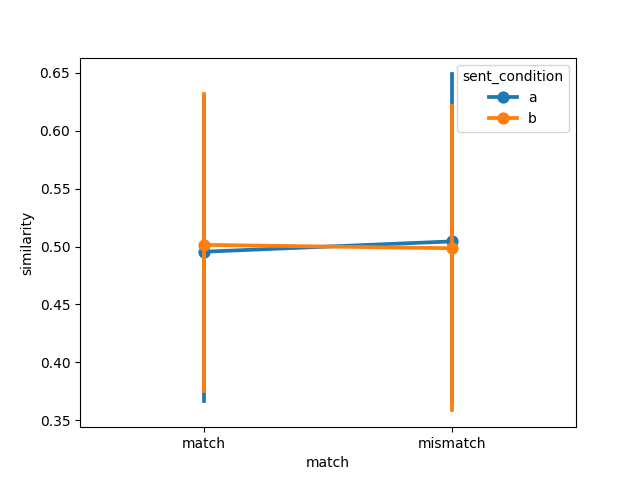 sent_condition
a
b
0.65
0.60
0.55
0.50
0.45
0.40
0.35
similarity
match
mismatch
match